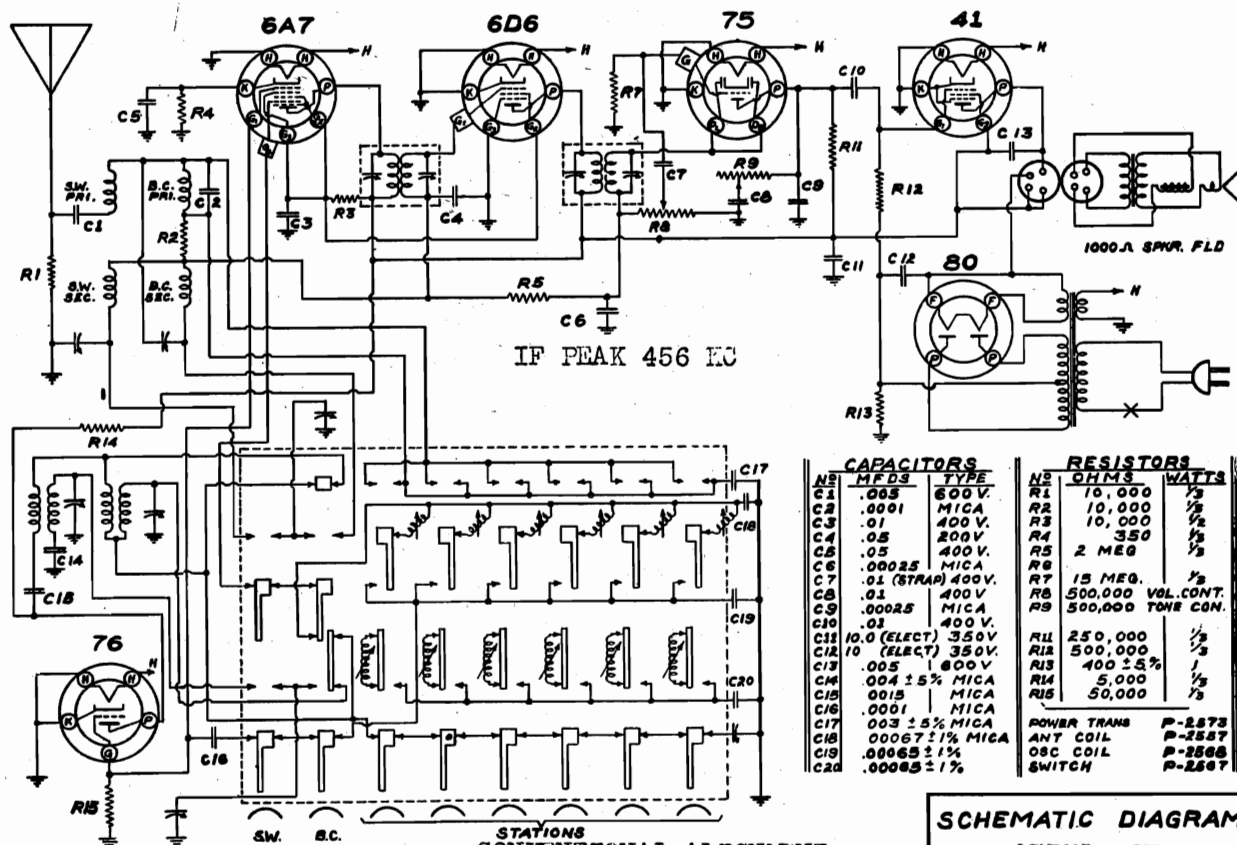 6A7
6D6
75
41
H
H
H
H
C5
R4
R7
C10
R11
R12
C13
S.W. PRI.
B.C. PRI.
C1
C2
R2
C3
R3
C4
C7
R9
C8
C9
R8
R1
S.W. SEC.
B.C. SEC.
R5
C6
C11
C12
80
1000Ω SPKR. FLD
H
IF PEAK 456 KC
R13
R14
C17
C18
C14
C15
C19
76
H
C20
C16
R15
S.W.
B.C.
STATIONS
CAPACITORS
Nº MFDS TYPE
C1 .005 600V.
C2 .0001 MICA
C3 .01 400V.
C4 .05 200V
C5 .05 400V.
C6 .00025 MICA
C7 .01 (STRAP) 400V.
C8 .01 400V
C9 .00025 MICA
C10 .01 400V.
C11 10.0 (ELECT) 350V
C12 10 (ELECT) 350V.
C13 .005 600V
C14 .004 ±5% MICA
C15 .0015 MICA
C16 .0001 MICA
C17 .003 ±5% MICA
C18 .00067 ±1% MICA
C19 .00065 ±1%
C20 .00065 ±1%
RESISTORS
Nº OHMS WATTS
R1 10,000 1/3
R2 10,000 1/3
R3 10,000 1/2
R4 350 1/3
R5 2 MEG 1/3
R6
R7 15 MEG. 1/3
R8 500,000 VOL.CONT.
R9 500,000 TONE CON.
R11 250,000 1/3
R12 500,000 1/3
R13 400 ±5% 1
R14 5,000 1/3
R15 50,000 1/3
POWER TRANS P-2573
ANT COIL P-2557
OSC COIL P-2568
SWITCH P-2567
SCHEMATIC DIAGRAM